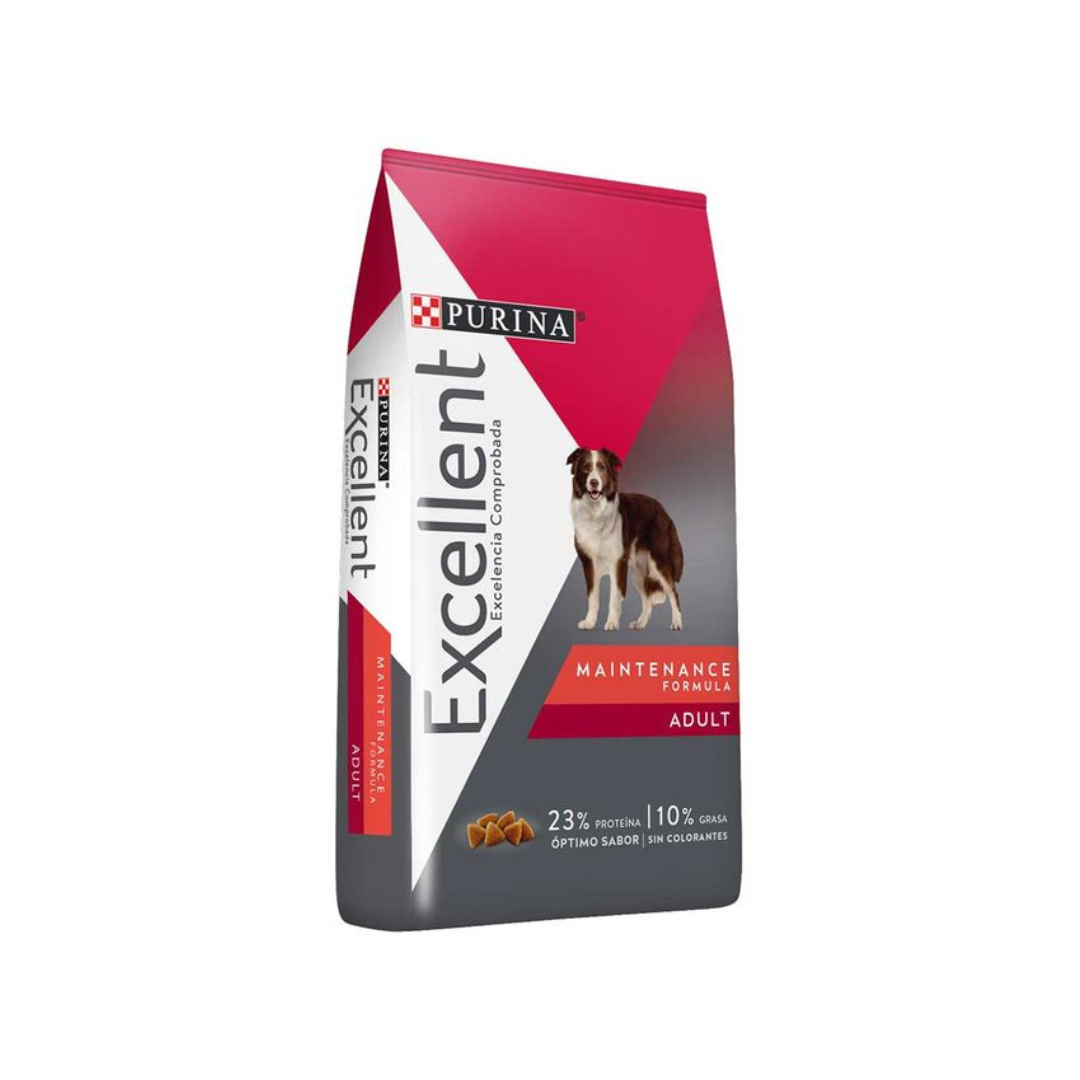 PURINA®
Excellent
Excelencia Comprobada
MAINTENANCE
FORMULA
ADULT
23% PROTEÍNA | 10% GRASA
ÓPTIMO SABOR | SIN COLORANTES
PURINA®
Excellent
Excelencia Comprobada
MAINTENANCE
FORMULA
ADULT